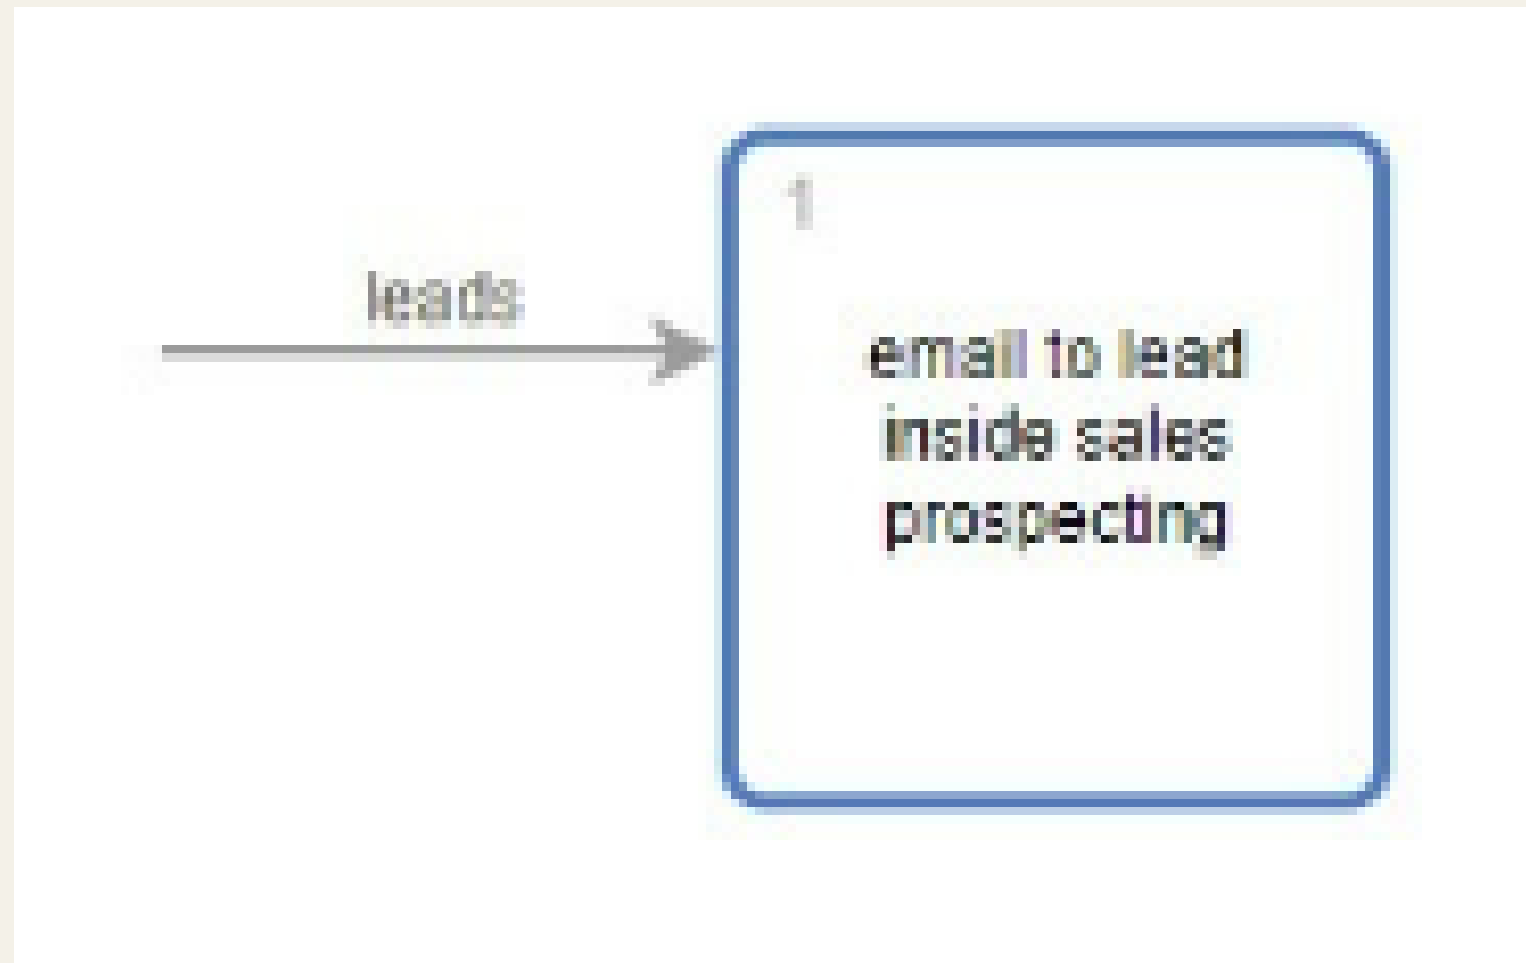 1
leads
email to lead
inside sales
prospecting